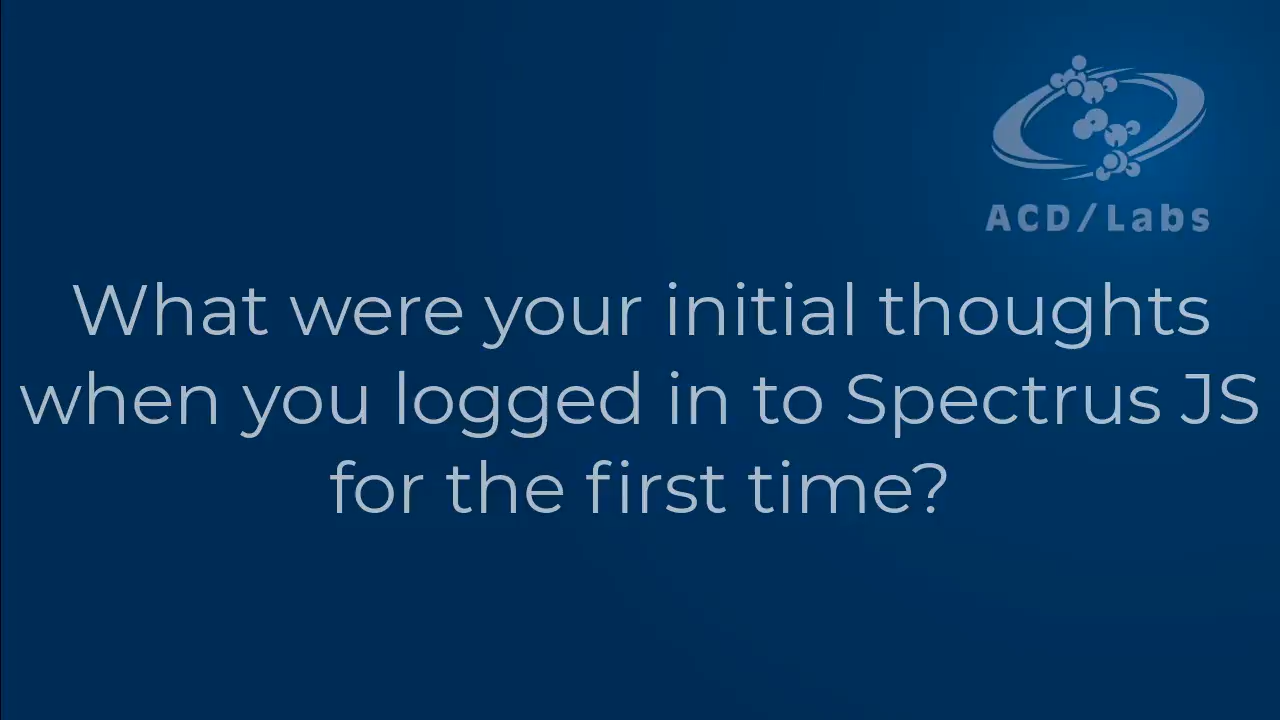 ACD/Labs
What were your initial thoughts
when you logged in to Spectrus JS
for the first time?